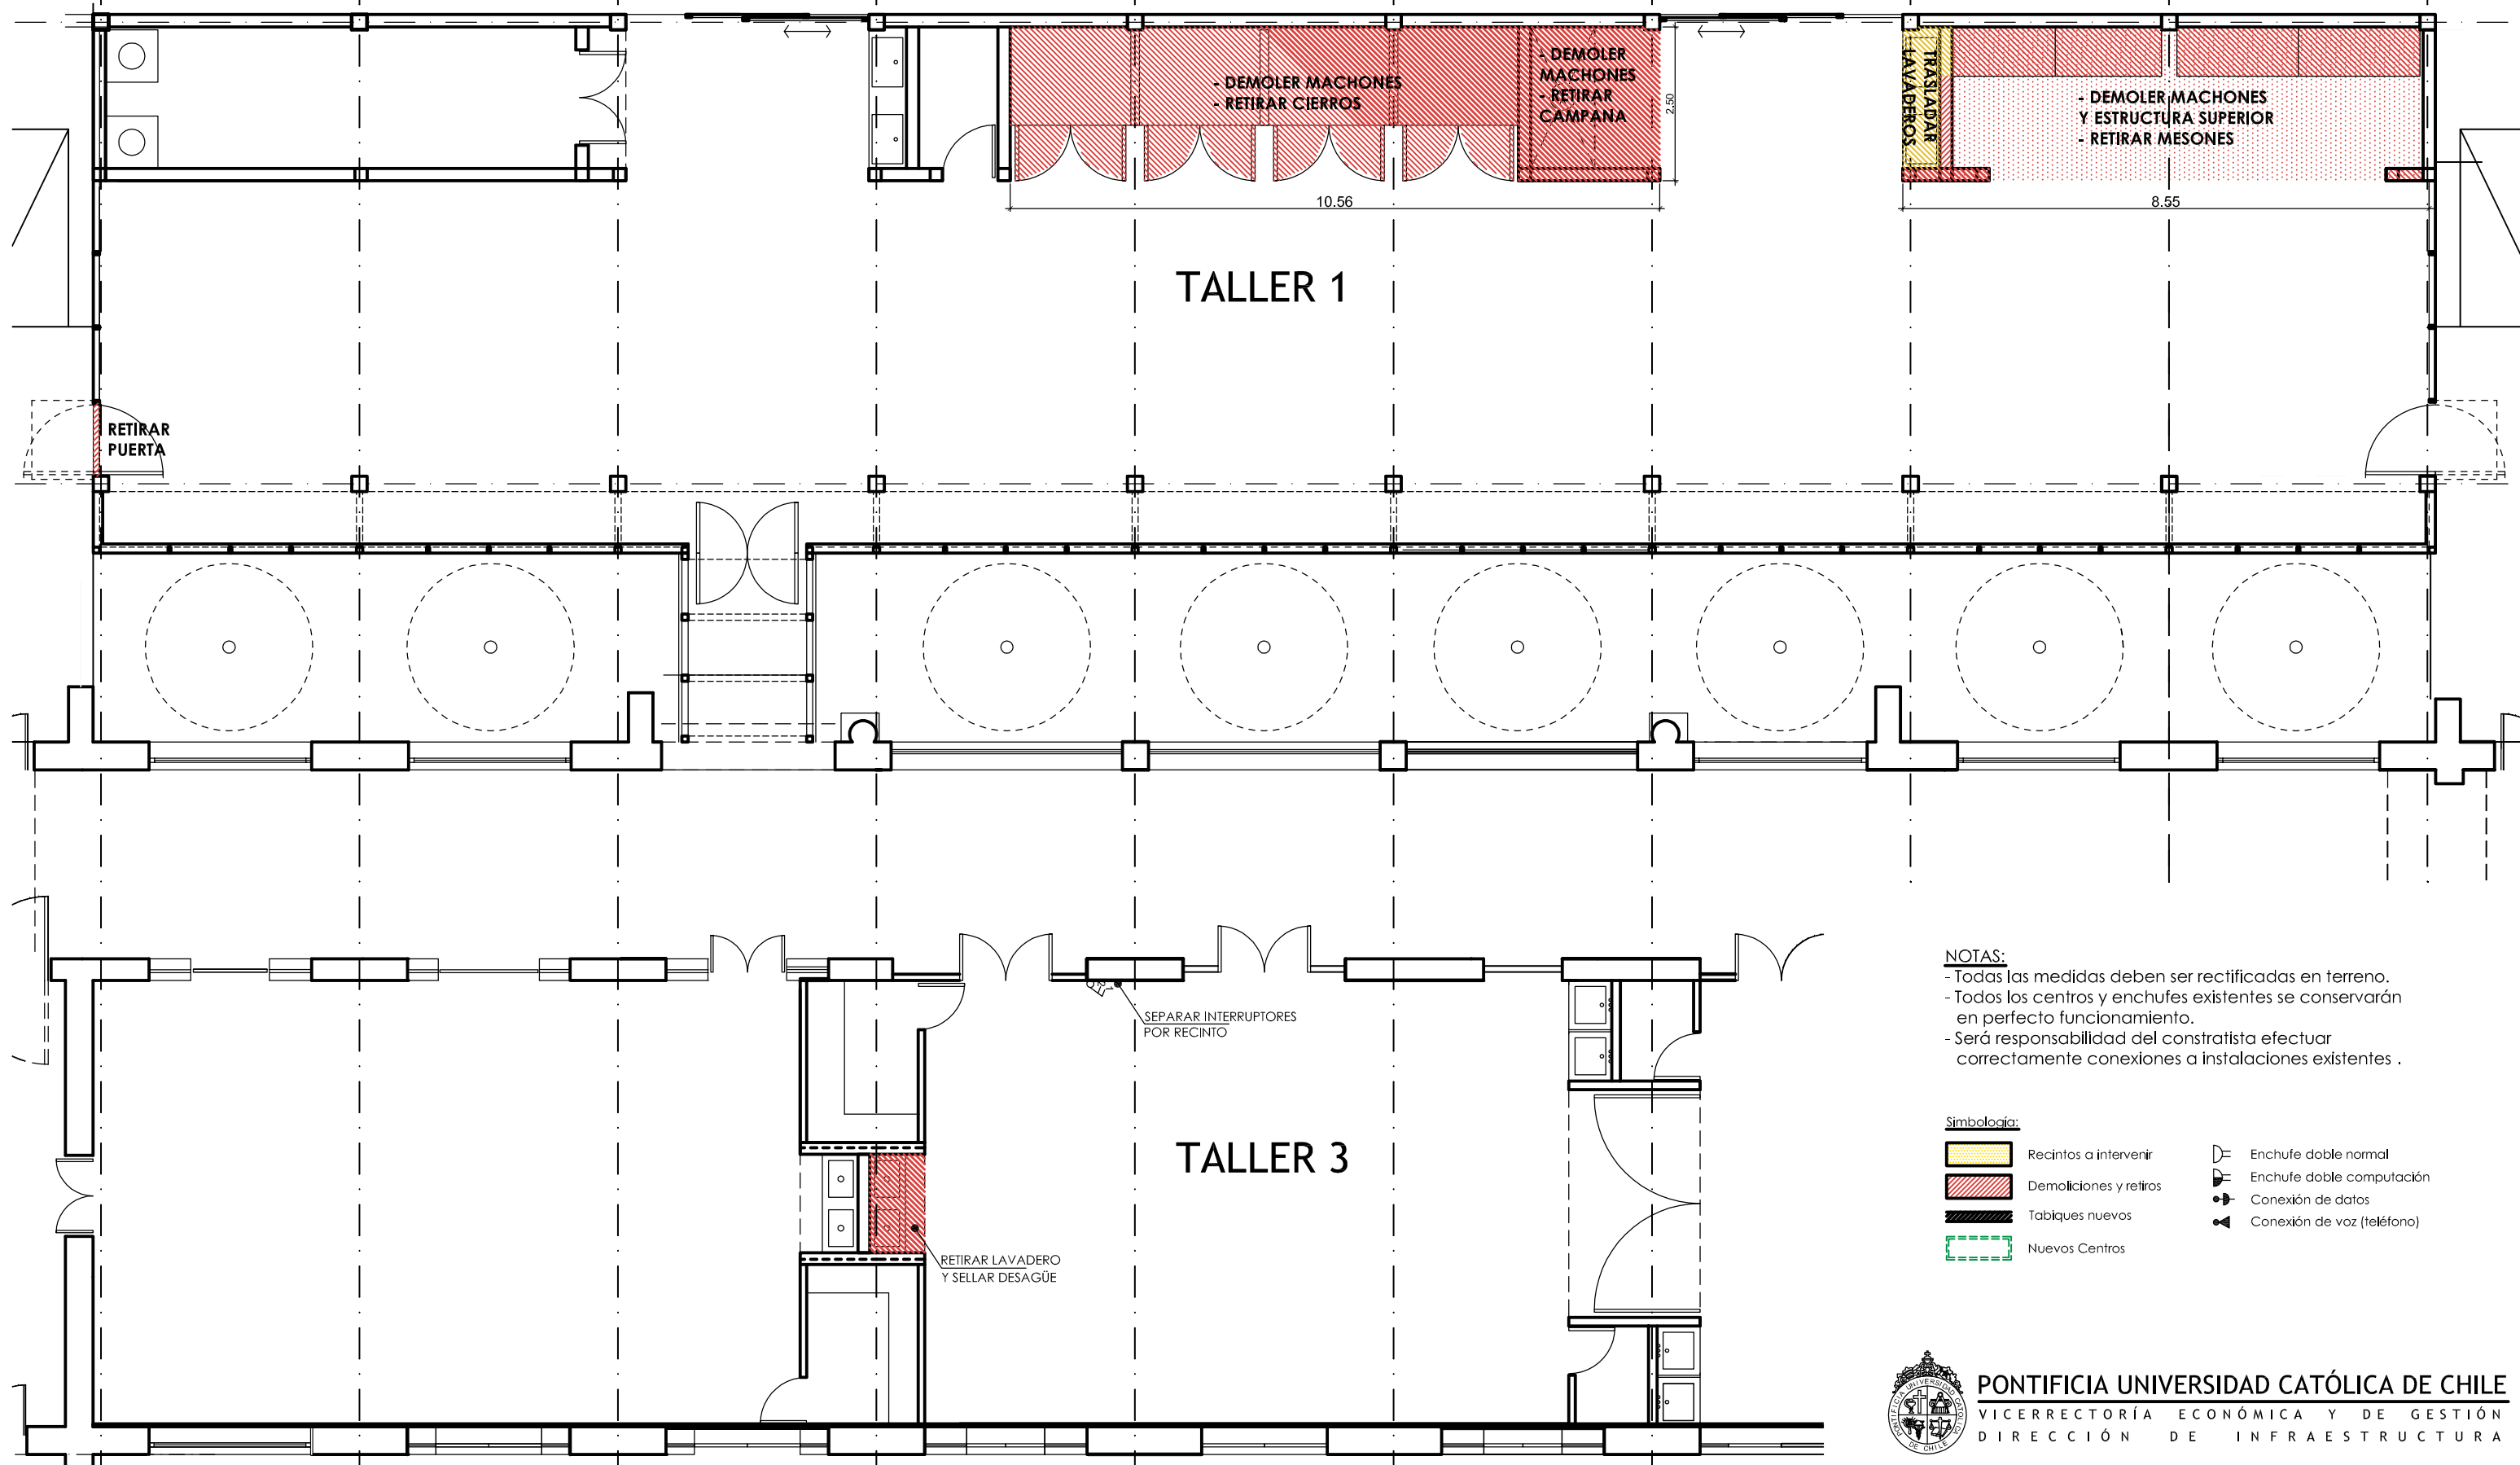 - DEMOLER MACHONES
- RETIRAR CIERROS
- DEMOLER
MACHONES
- RETIRAR
CAMPANA
2.50
TRASLADAR
LAVADEROS
- DEMOLER MACHONES
Y ESTRUCTURA SUPERIOR
- RETIRAR MESONES
10.56
8.55
TALLER 1
RETIRAR
PUERTA
SEPARAR INTERRUPTORES
POR RECINTO
TALLER 3
RETIRAR LAVADERO
Y SELLAR DESAGÜE
NOTAS:
- Todas las medidas deben ser rectificadas en terreno.
- Todos los centros y enchufes existentes se conservarán
en perfecto funcionamiento.
- Será responsabilidad del constratista efectuar
correctamente conexiones a instalaciones existentes .
Simbología:
Recintos a intervenir
Demoliciones y retiros
Tabiques nuevos
Nuevos Centros
Enchufe doble normal
Enchufe doble computación
Conexión de datos
Conexión de voz (teléfono)
PONTIFICIA UNIVERSIDAD CATÓLICA DE CHILE
VICERRECTORÍA ECONÓMICA Y DE GESTIÓN
DIRECCIÓN DE INFRAESTRUCTURA
PONTIFICIA UNIVERSIDAD CATOLICA
DE CHILE